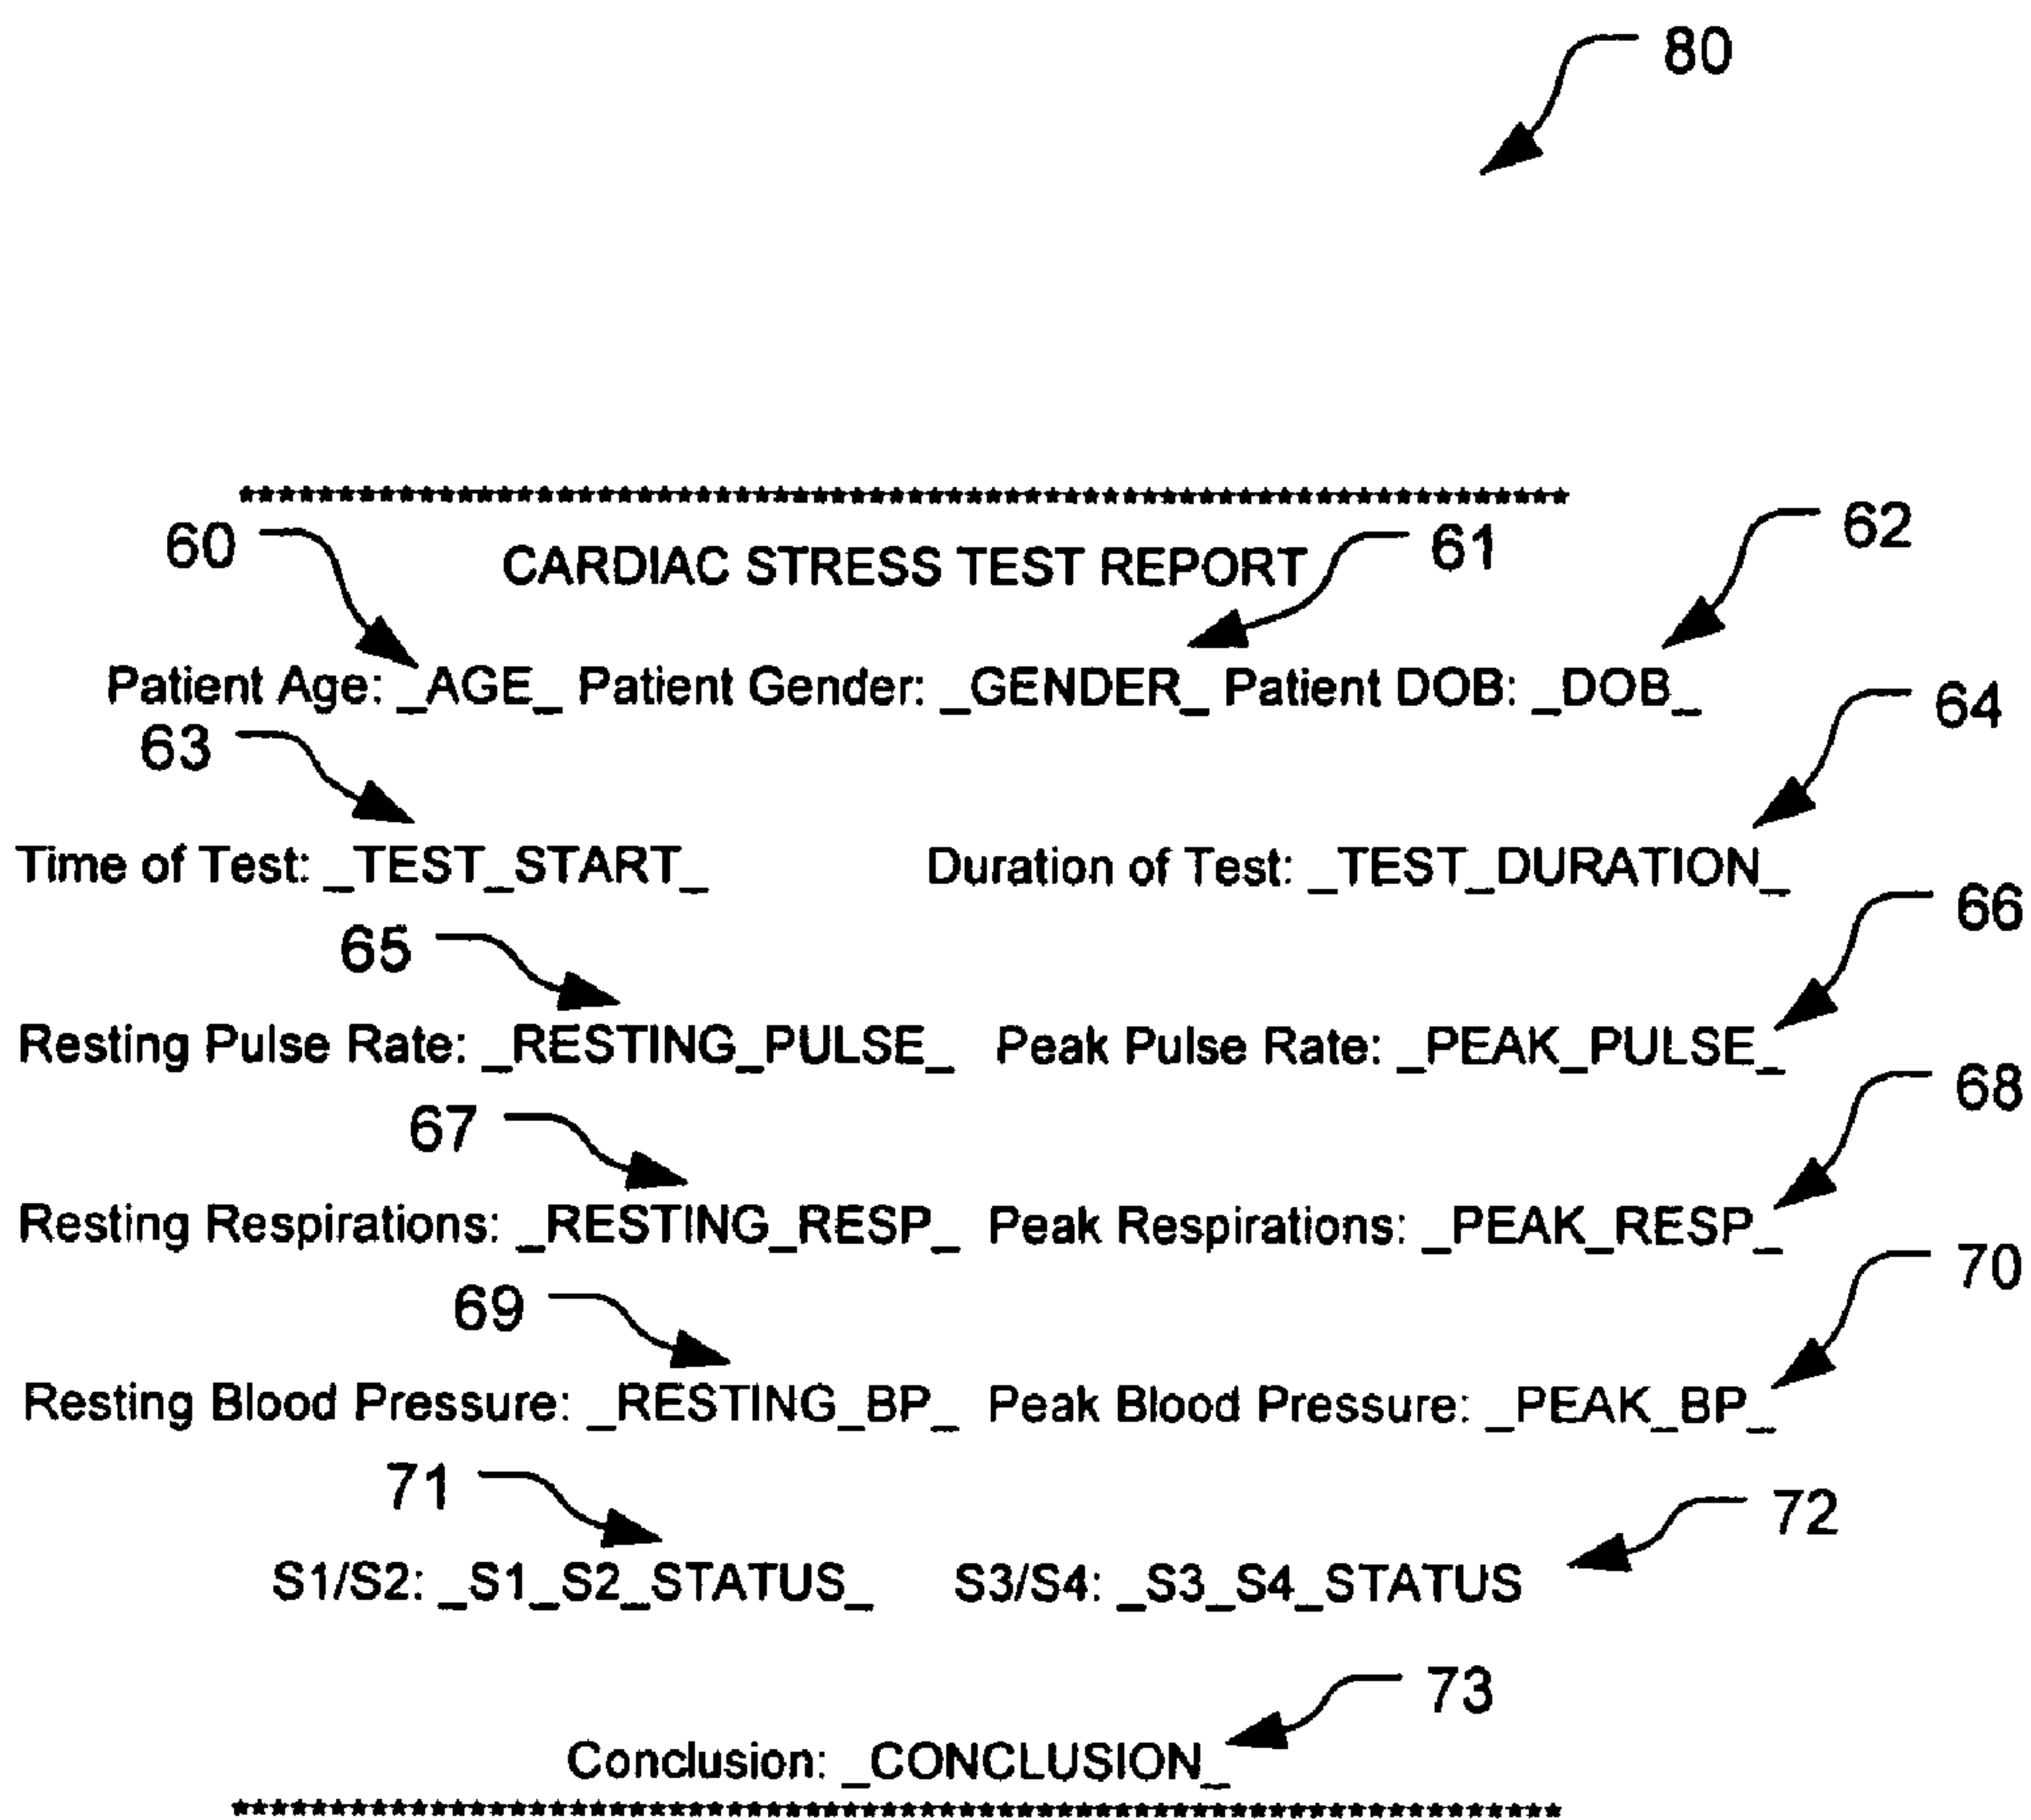 80
************************************************************************
60 CARDIAC STRESS TEST REPORT 61 62
Patient Age: _AGE_ Patient Gender: _GENDER_ Patient DOB: _DOB_
63 64
Time of Test: _TEST_START_ Duration of Test: _TEST_DURATION_
65 66
Resting Pulse Rate: _RESTING_PULSE_ Peak Pulse Rate: _PEAK_PULSE_
67 68
Resting Respirations: _RESTING_RESP_ Peak Respirations: _PEAK_RESP_
69 70
Resting Blood Pressure: _RESTING_BP_ Peak Blood Pressure: _PEAK_BP_
71 72
S1/S2: _S1_S2_STATUS_ S3/S4: _S3_S4_STATUS
73
Conclusion: _CONCLUSION_
************************************************************************